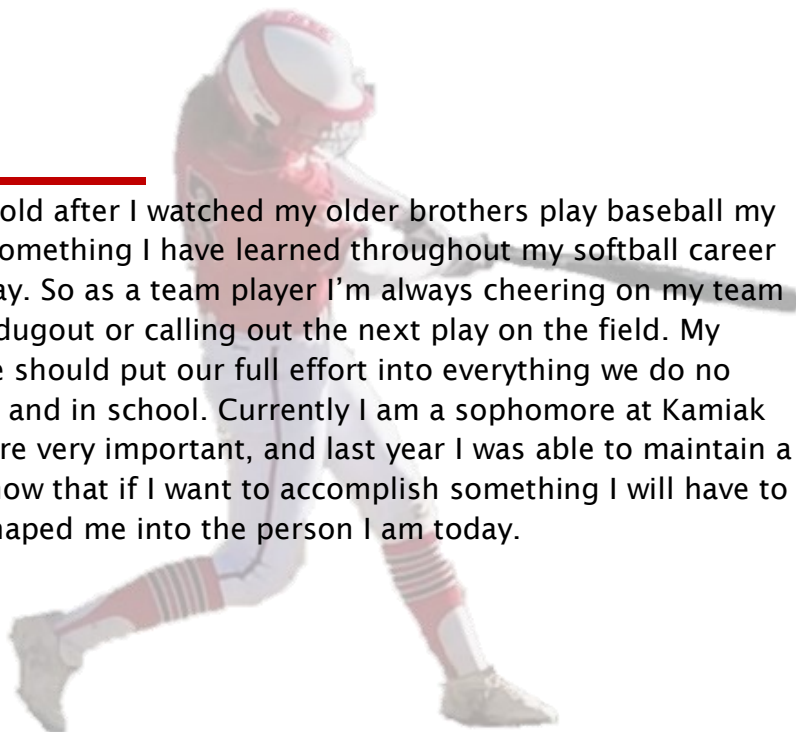 old after I watched my older brothers play baseball my
omething I have learned throughout my softball career
ay. So as a team player I’m always cheering on my team
dugout or calling out the next play on the field. My
e should put our full effort into everything we do no
and in school. Currently I am a sophomore at Kamiak
re very important, and last year I was able to maintain a
now that if I want to accomplish something I will have to
haped me into the person I am today.